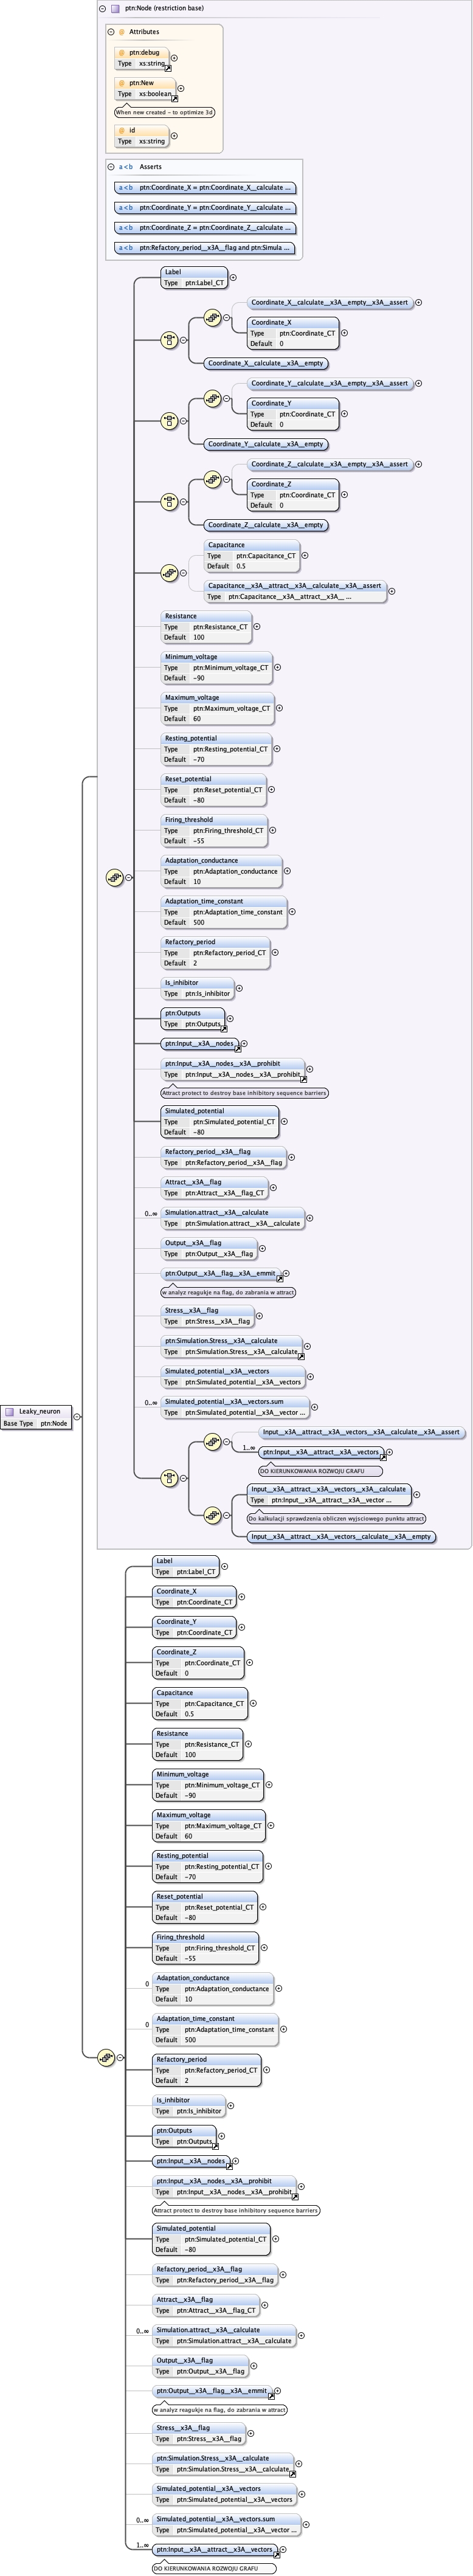 ptn:Node (restriction base)
Attributes
ptn:debug
Type xs:string
ptn:New
Type xs:boolean
When new created - to optimize 3d
id
Type xs:string
a<b Asserts
a<b ptn:Coordinate_X = ptn:Coordinate_X__calculate ...
a<b ptn:Coordinate_Y = ptn:Coordinate_Y__calculate ...
a<b ptn:Coordinate_Z = ptn:Coordinate_Z__calculate ...
a<b ptn:Refactory_period__x3A__flag and ptn:Simula ...
Label
Type ptn:Label_CT
Coordinate_X__calculate__x3A__empty__x3A__assert
Coordinate_X
Type ptn:Coordinate_CT
Default 0
Coordinate_X__calculate__x3A__empty
Coordinate_Y__calculate__x3A__empty__x3A__assert
Coordinate_Y
Type ptn:Coordinate_CT
Default 0
Coordinate_Y__calculate__x3A__empty
Coordinate_Z__calculate__x3A__empty__x3A__assert
Coordinate_Z
Type ptn:Coordinate_CT
Default 0
Coordinate_Z__calculate__x3A__empty
Capacitance
Type ptn:Capacitance_CT
Default 0.5
Capacitance__x3A__attract__x3A__calculate__x3A__assert
Type ptn:Capacitance__x3A__attract__x3A__ ...
Resistance
Type ptn:Resistance_CT
Default 100
Minimum_voltage
Type ptn:Minimum_voltage_CT
Default -90
Maximum_voltage
Type ptn:Maximum_voltage_CT
Default 60
Resting_potential
Type ptn:Resting_potential_CT
Default -70
Reset_potential
Type ptn:Reset_potential_CT
Default -80
Firing_threshold
Type ptn:Firing_threshold_CT
Default -55
Adaptation_conductance
Type ptn:Adaptation_conductance
Default 10
Adaptation_time_constant
Type ptn:Adaptation_time_constant
Default 500
Refactory_period
Type ptn:Refactory_period_CT
Default 2
Is_inhibitor
Type ptn:Is_inhibitor
ptn:Outputs
Type ptn:Outputs
ptn:Input__x3A__nodes
ptn:Input__x3A__nodes__x3A__prohibit
Type ptn:Input__x3A__nodes__x3A__prohibit
Attract protect to destroy base inhibitory sequence barriers
Simulated_potential
Type ptn:Simulated_potential_CT
Default -80
Refactory_period__x3A__flag
Type ptn:Refactory_period__x3A__flag
Attract__x3A__flag
Type ptn:Attract__x3A__flag_CT
0..∞
Simulation.attract__x3A__calculate
Type ptn:Simulation.attract__x3A__calculate
Output__x3A__flag
Type ptn:Output__x3A__flag
ptn:Output__x3A__flag__x3A__emmit
w analyz reagukje na flag, do zabrania w attract
Stress__x3A__flag
Type ptn:Stress__x3A__flag
ptn:Simulation.Stress__x3A__calculate
Type ptn:Simulation.Stress__x3A__calculate
Simulated_potential__x3A__vectors
Type ptn:Simulated_potential__x3A__vectors
0..∞
Simulated_potential__x3A__vectors.sum
Type ptn:Simulated_potential__x3A__vector ...
Leaky_neuron
Base Type ptn:Node
Input__x3A__attract__x3A__vectors__x3A__calculate__x3A__assert
1..∞
ptn:Input__x3A__attract__x3A__vectors
DO KIERUNKOWANIA ROZWOJU GRAFU
Input__x3A__attract__x3A__vectors__x3A__calculate
Type ptn:Input__x3A__attract__x3A__vector ...
Do kalkulacji sprawdzenia obliczen wyjsciowego punktu attract
Input__x3A__attract__x3A__vectors__calculate__x3A__empty
Label
Type ptn:Label_CT
Coordinate_X
Type ptn:Coordinate_CT
Coordinate_Y
Type ptn:Coordinate_CT
Coordinate_Z
Type ptn:Coordinate_CT
Default 0
Capacitance
Type ptn:Capacitance_CT
Default 0.5
Resistance
Type ptn:Resistance_CT
Default 100
Minimum_voltage
Type ptn:Minimum_voltage_CT
Default -90
Maximum_voltage
Type ptn:Maximum_voltage_CT
Default 60
Resting_potential
Type ptn:Resting_potential_CT
Default -70
Reset_potential
Type ptn:Reset_potential_CT
Default -80
Firing_threshold
Type ptn:Firing_threshold_CT
Default -55
0
Adaptation_conductance
Type ptn:Adaptation_conductance
Default 10
0
Adaptation_time_constant
Type ptn:Adaptation_time_constant
Default 500
Refactory_period
Type ptn:Refactory_period_CT
Default 2
Is_inhibitor
Type ptn:Is_inhibitor
ptn:Outputs
Type ptn:Outputs
ptn:Input__x3A__nodes
ptn:Input__x3A__nodes__x3A__prohibit
Type ptn:Input__x3A__nodes__x3A__prohibit
Attract protect to destroy base inhibitory sequence barriers
Simulated_potential
Type ptn:Simulated_potential_CT
Default -80
Refactory_period__x3A__flag
Type ptn:Refactory_period__x3A__flag
Attract__x3A__flag
Type ptn:Attract__x3A__flag_CT
0..∞
Simulation.attract__x3A__calculate
Type ptn:Simulation.attract__x3A__calculate
Output__x3A__flag
Type ptn:Output__x3A__flag
ptn:Output__x3A__flag__x3A__emmit
w analyz reagukje na flag, do zabrania w attract
Stress__x3A__flag
Type ptn:Stress__x3A__flag
ptn:Simulation.Stress__x3A__calculate
Type ptn:Simulation.Stress__x3A__calculate
Simulated_potential__x3A__vectors
Type ptn:Simulated_potential__x3A__vectors
0..∞
Simulated_potential__x3A__vectors.sum
Type ptn:Simulated_potential__x3A__vector ...
1..∞
ptn:Input__x3A__attract__x3A__vectors
DO KIERUNKOWANIA ROZWOJU GRAFU